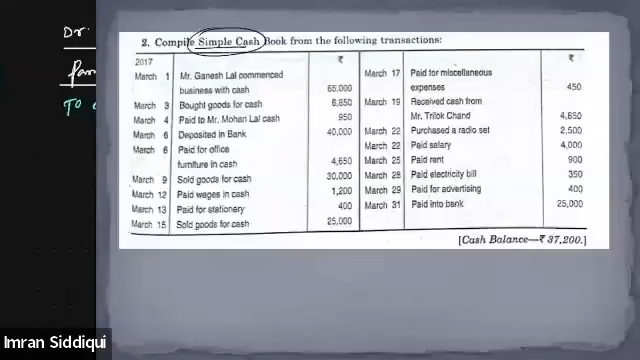 Dr.
To
2. Compile Simple Cash Book from the following transactions:
2017 ₹
March 1 Mr. Ganesh Lal commenced
business with cash 65,000
March 3 Bought goods for cash 6,850
March 4 Paid to Mr. Mohan Lal cash 950
March 6 Deposited in Bank 40,000
March 6 Paid for office
furniture in cash 4,650
March 9 Sold goods for cash 30,000
March 12 Paid wages in cash 1,200
March 13 Paid for stationery 400
March 15 Sold goods for cash 25,000
₹
March 17 Paid for miscellaneous
expenses 450
March 19 Received cash from
Mr. Trilok Chand 4,850
March 22 Purchased a radio set 2,500
March 22 Paid salary 4,000
March 25 Paid rent 900
March 28 Paid electricity bill 350
March 29 Paid for advertising 400
March 31 Paid into bank 25,000
[Cash Balance—₹ 37,200.]
Imran Siddiqui